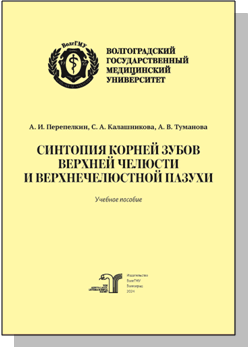 ВолгГМУ
ВОЛГОГРАДСКИЙ
ГОСУДАРСТВЕННЫЙ
МЕДИЦИНСКИЙ
УНИВЕРСИТЕТ
А. И. Перепелкин, С. А. Калашникова, А. В. Туманова
СИНТОПИЯ КОРНЕЙ ЗУБОВ
ВЕРХНЕЙ ЧЕЛЮСТИ
И ВЕРХНЕЧЕЛЮСТНОЙ ПАЗУХИ
Учебное пособие
Издательство
ВолгГМУ
Волгоград